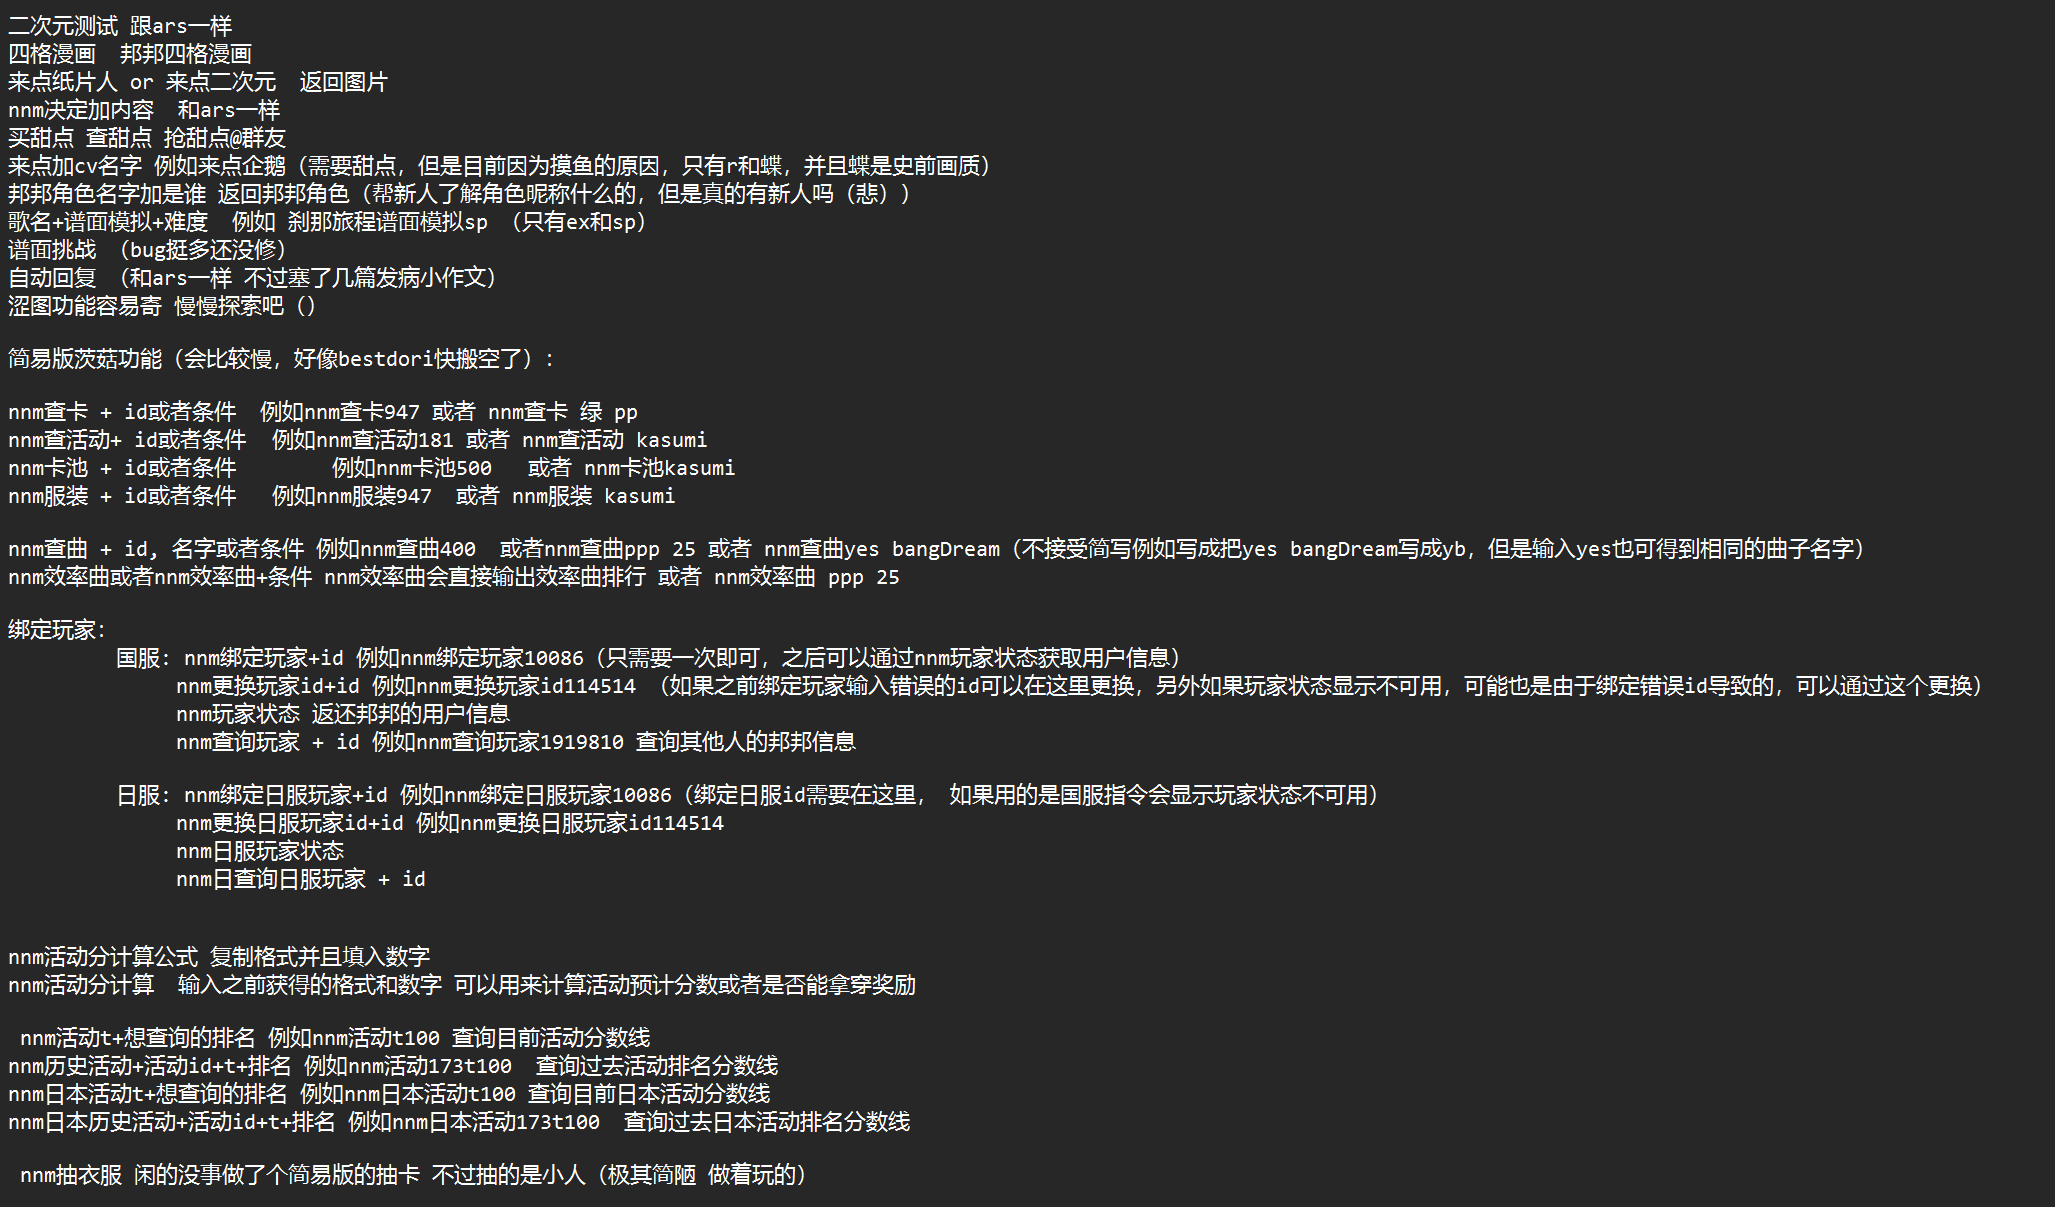 二次元测试 跟ars一样
四格漫画  邦邦四格漫画
来点纸片人 or 来点二次元  返回图片
nnm决定加内容  和ars一样
买甜点 查甜点 抢甜点@群友
来点加cv名字 例如来点企鹅（需要甜点，但是目前因为摸鱼的原因，只有r和蝶，并且蝶是史前画质）
邦邦角色名字加是谁 返回邦邦角色（帮新人了解角色昵称什么的，但是真的有新人吗（悲））
歌名+谱面模拟+难度  例如 刹那旅程谱面模拟sp （只有ex和sp）
谱面挑战 （bug挺多还没修）
自动回复 （和ars一样 不过塞了几篇发病小作文）
涩图功能容易寄 慢慢探索吧（）
简易版茨菇功能（会比较慢，好像bestdori快搬空了）：
nnm查卡 + id或者条件  例如nnm查卡947 或者 nnm查卡 绿 pp
nnm查活动+ id或者条件  例如nnm查活动181 或者 nnm查活动 kasumi
nnm卡池 + id或者条件        例如nnm卡池500   或者 nnm卡池kasumi
nnm服装 + id或者条件   例如nnm服装947  或者 nnm服装 kasumi
nnm查曲 + id, 名字或者条件 例如nnm查曲400  或者nnm查曲ppp 25 或者 nnm查曲yes bangDream（不接受简写例如写成把yes bangDream写成yb，但是输入yes也可得到相同的曲子名字）
nnm效率曲或者nnm效率曲+条件 nnm效率曲会直接输出效率曲排行 或者 nnm效率曲 ppp 25
绑定玩家：
国服: nnm绑定玩家+id 例如nnm绑定玩家10086（只需要一次即可，之后可以通过nnm玩家状态获取用户信息）
nnm更换玩家id+id 例如nnm更换玩家id114514 （如果之前绑定玩家输入错误的id可以在这里更换，另外如果玩家状态显示不可用，可能也是由于绑定错误id导致的，可以通过这个更换）
nnm玩家状态 返还邦邦的用户信息
nnm查询玩家 + id 例如nnm查询玩家1919810 查询其他人的邦邦信息
日服: nnm绑定日服玩家+id 例如nnm绑定日服玩家10086（绑定日服id需要在这里， 如果用的是国服指令会显示玩家状态不可用）
nnm更换日服玩家id+id 例如nnm更换日服玩家id114514
nnm日服玩家状态
nnm日查询日服玩家 + id
nnm活动分计算公式 复制格式并且填入数字
nnm活动分计算  输入之前获得的格式和数字 可以用来计算活动预计分数或者是否能拿穿奖励
nnm活动t+想查询的排名 例如nnm活动t100 查询目前活动分数线
nnm历史活动+活动id+t+排名 例如nnm活动173t100  查询过去活动排名分数线
nnm日本活动t+想查询的排名 例如nnm日本活动t100 查询目前日本活动分数线
nnm日本历史活动+活动id+t+排名 例如nnm日本活动173t100  查询过去日本活动排名分数线
nnm抽衣服 闲的没事做了个简易版的抽卡 不过抽的是小人（极其简陋 做着玩的）